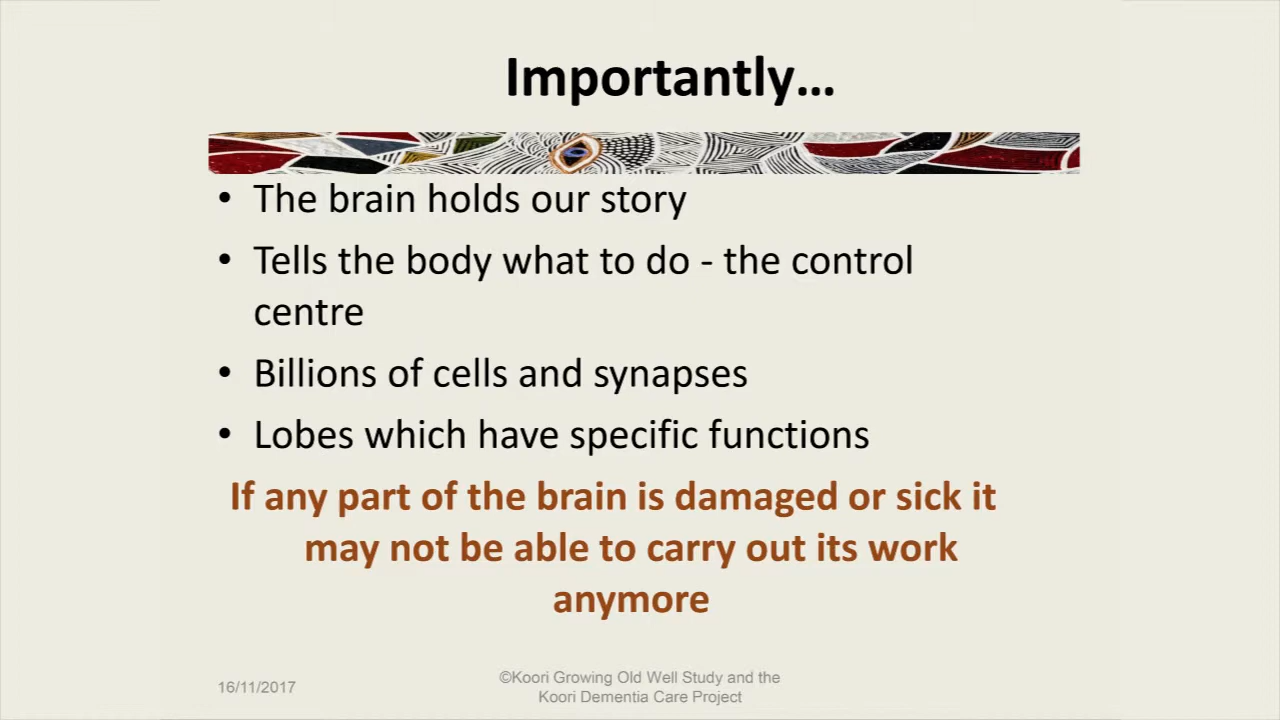 Importantly…
• The brain holds our story
• Tells the body what to do - the control
centre
• Billions of cells and synapses
• Lobes which have specific functions
If any part of the brain is damaged or sick it
may not be able to carry out its work
anymore
16/11/2017
©Koori Growing Old Well Study and the
Koori Dementia Care Project